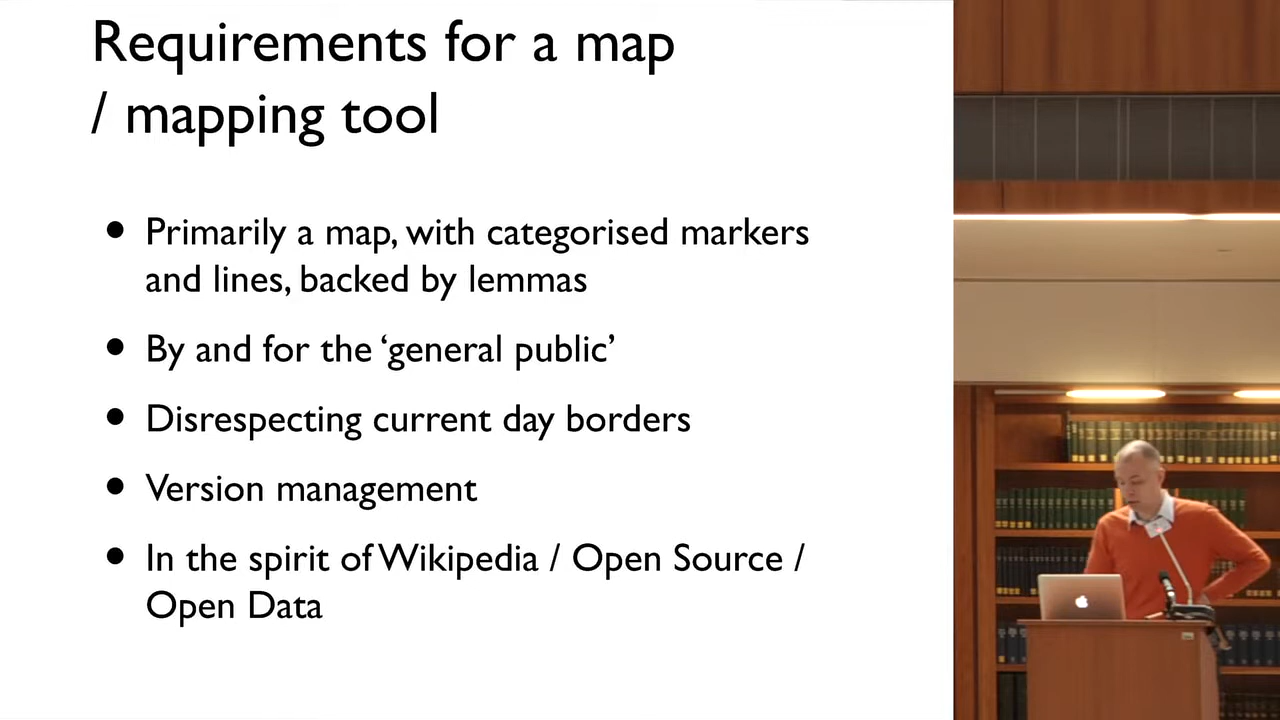 Requirements for a map
/ mapping tool
• Primarily a map, with categorised markers
and lines, backed by lemmas
• By and for the ‘general public’
• Disrespecting current day borders
• Version management
• In the spirit of Wikipedia / Open Source /
Open Data